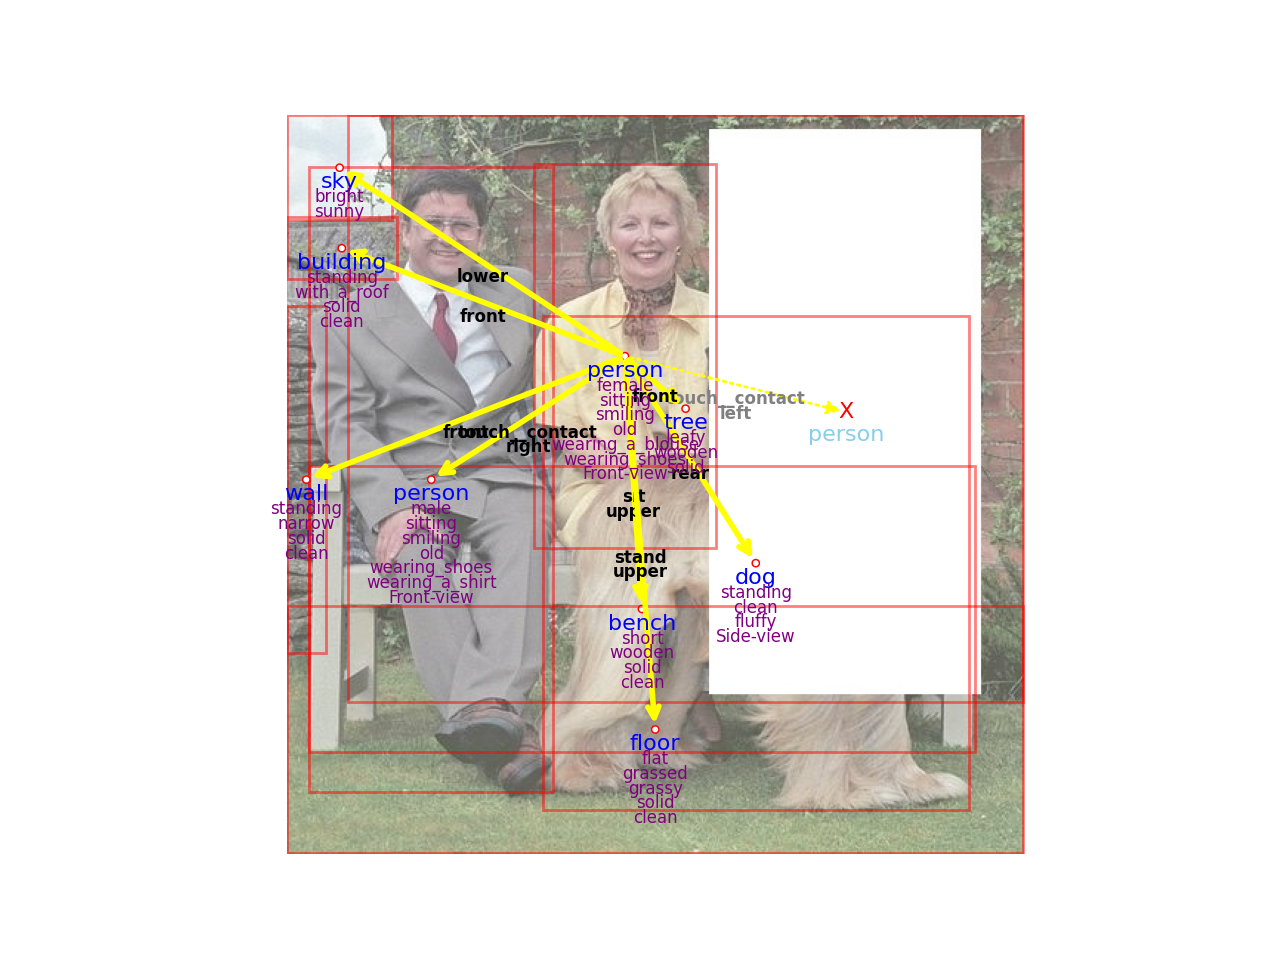 sky
bright
sunny
building
standing
with_a_roof
solid
clean
lower
front
person
female
sitting
smiling
old
wearing_a_blouse
wearing_shoes
Front-view
front
touch_contact
left
X
person
tree
leafy
wooden
solid
rear
front
touch_contact
right
wall
standing
narrow
solid
clean
person
male
sitting
smiling
old
wearing_shoes
wearing_a_shirt
Front-view
sit
upper
stand
upper
dog
standing
clean
fluffy
Side-view
bench
short
wooden
solid
clean
floor
flat
grassed
grassy
solid
clean